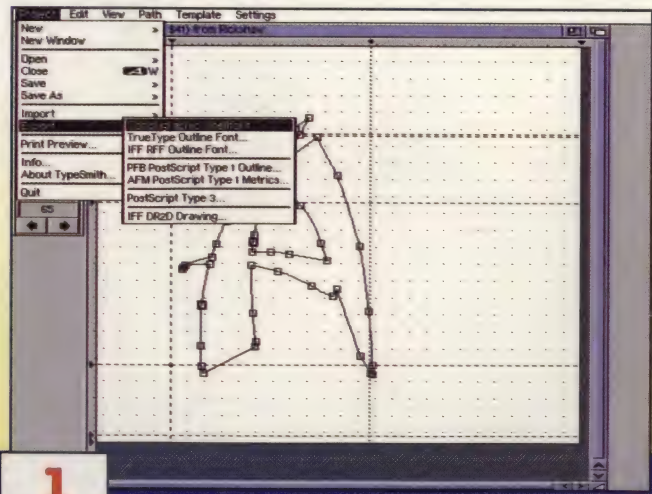 Edit View Path Template Settings
New »
New Window
Open »
Close W
Save »
Save As »
Import »
Print Preview...
Info...
About TypeSmith...
Quit
($41) from Rickshaw
TrueType Outline Font...
IFF RFF Outline Font...
PFB PostScript Type 1 Outline...
AFM PostScript Type 1 Metrics...
PostScript Type 3...
IFF DR2D Drawing...
65
1